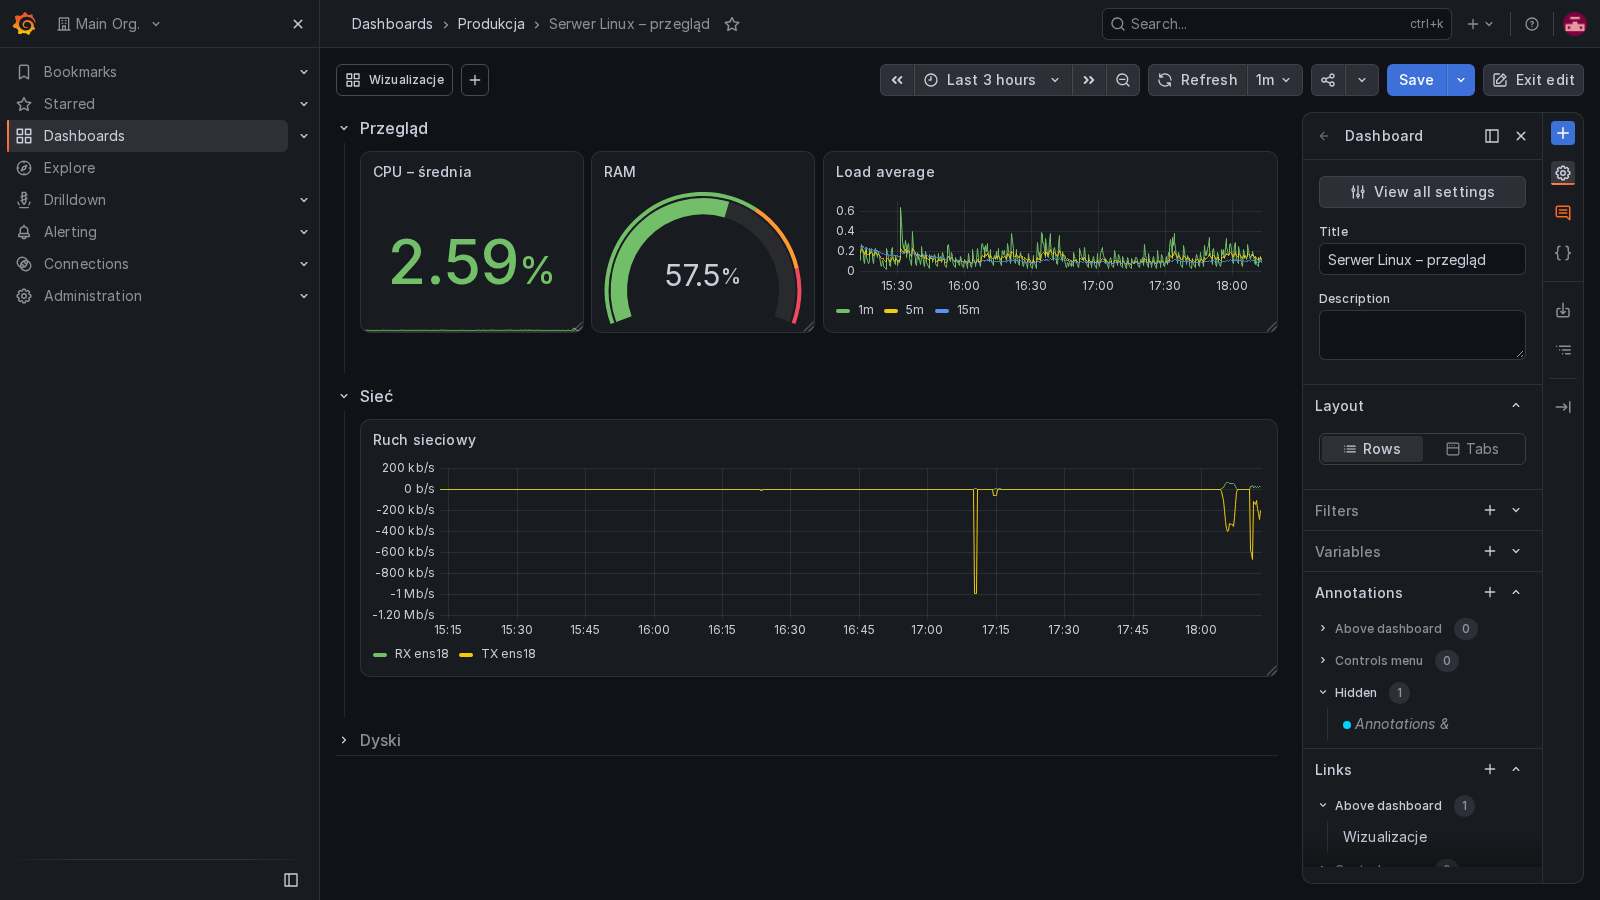 Main Org.
Dashboards
Produkcja
Serwer Linux – przegląd
Search...
ctrl+k
Bookmarks
Starred
Dashboards
Explore
Drilldown
Alerting
Connections
Administration
Wizualizacje
Last 3 hours
Refresh
1m
Save
Exit edit
Przegląd
CPU – średnia
2.59%
RAM
57.5%
Load average
0.6
0.4
0.2
0
15:30 16:00 16:30 17:00 17:30 18:00
1m 5m 15m
Sieć
Ruch sieciowy
200 kb/s
0 b/s
-200 kb/s
-400 kb/s
-600 kb/s
-800 kb/s
-1 Mb/s
-1.20 Mb/s
15:15 15:30 15:45 16:00 16:15 16:30 16:45 17:00 17:15 17:30 17:45 18:00
RX ens18 TX ens18
Dyski
Dashboard
View all settings
Title
Serwer Linux – przegląd
Description
Layout
Rows
Tabs
Filters
Variables
Annotations
Above dashboard 0
Controls menu 0
Hidden 1
Annotations &
Links
Above dashboard 1
Wizualizacje